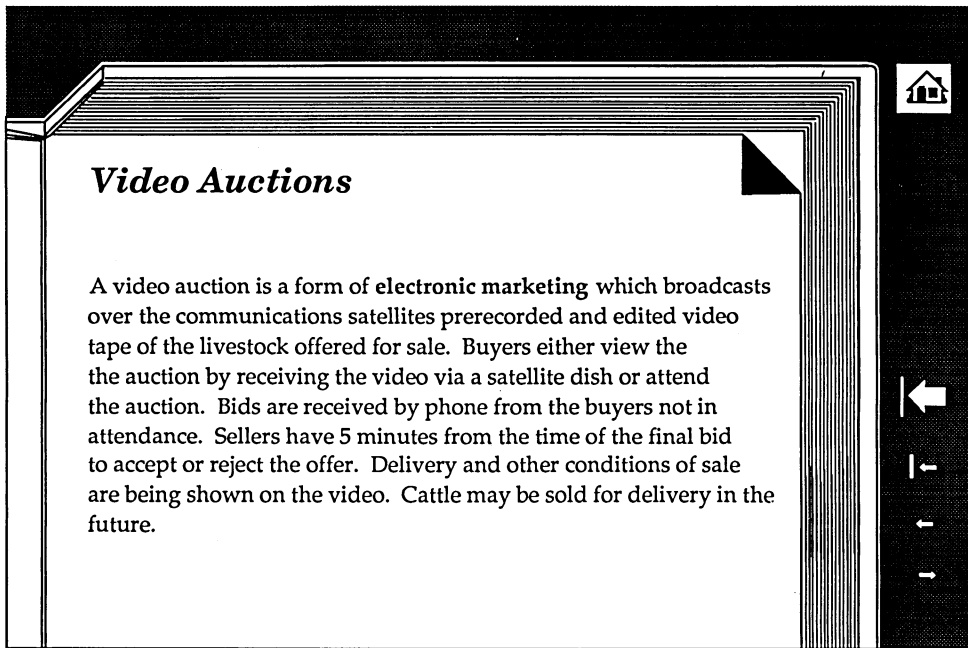 Video Auctions
A video auction is a form of electronic marketing which broadcasts
over the communications satellites prerecorded and edited video
tape of the livestock offered for sale. Buyers either view the
the auction by receiving the video via a satellite dish or attend
the auction. Bids are received by phone from the buyers not in
attendance. Sellers have 5 minutes from the time of the final bid
to accept or reject the offer. Delivery and other conditions of sale
are being shown on the video. Cattle may be sold for delivery in the
future.